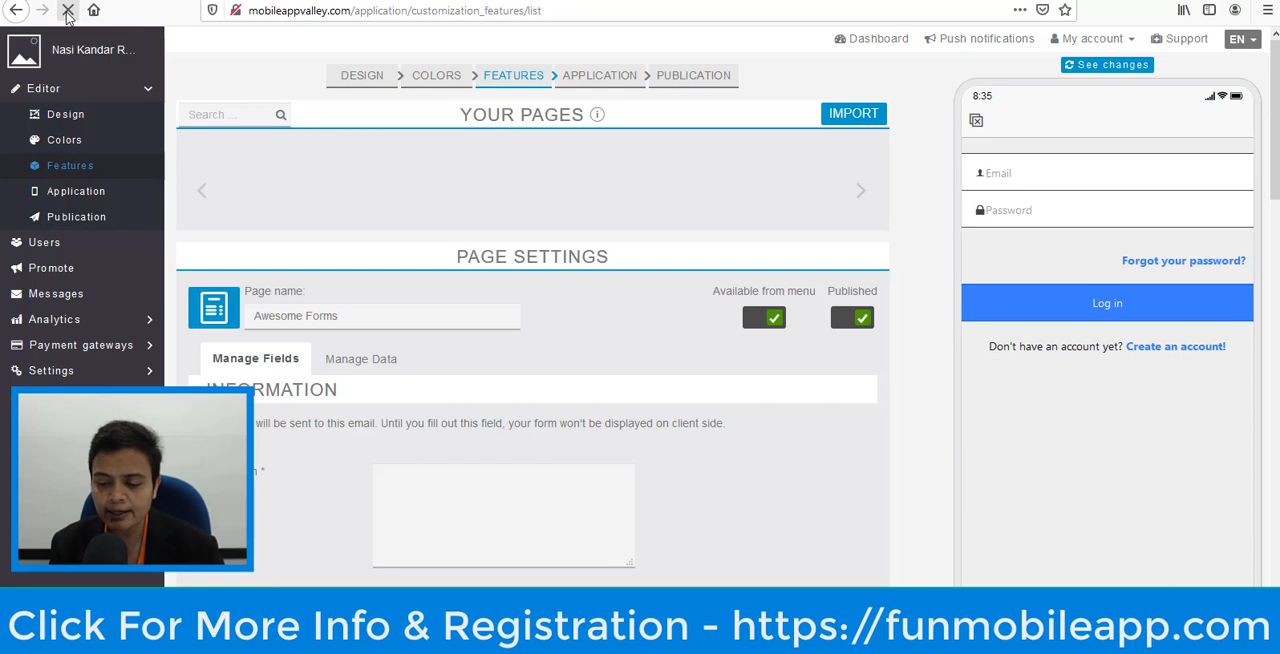 mobileappvalley.com/application/customization_features/list
Nasi Kandar R...
Dashboard
Push notifications
My account
Support
EN
Editor
Design
Colors
Features
Application
Publication
Users
Promote
Messages
Analytics
Payment gateways
Settings
DESIGN
COLORS
FEATURES
APPLICATION
PUBLICATION
See changes
Search ...
YOUR PAGES
IMPORT
PAGE SETTINGS
Page name:
Awesome Forms
Available from menu
Published
Manage Fields
Manage Data
INFORMATION
will be sent to this email. Until you fill out this field, your form won't be displayed on client side.
8:35
Email
Password
Forgot your password?
Log in
Don't have an account yet? Create an account!
Click For More Info & Registration - https://funmobileapp.com